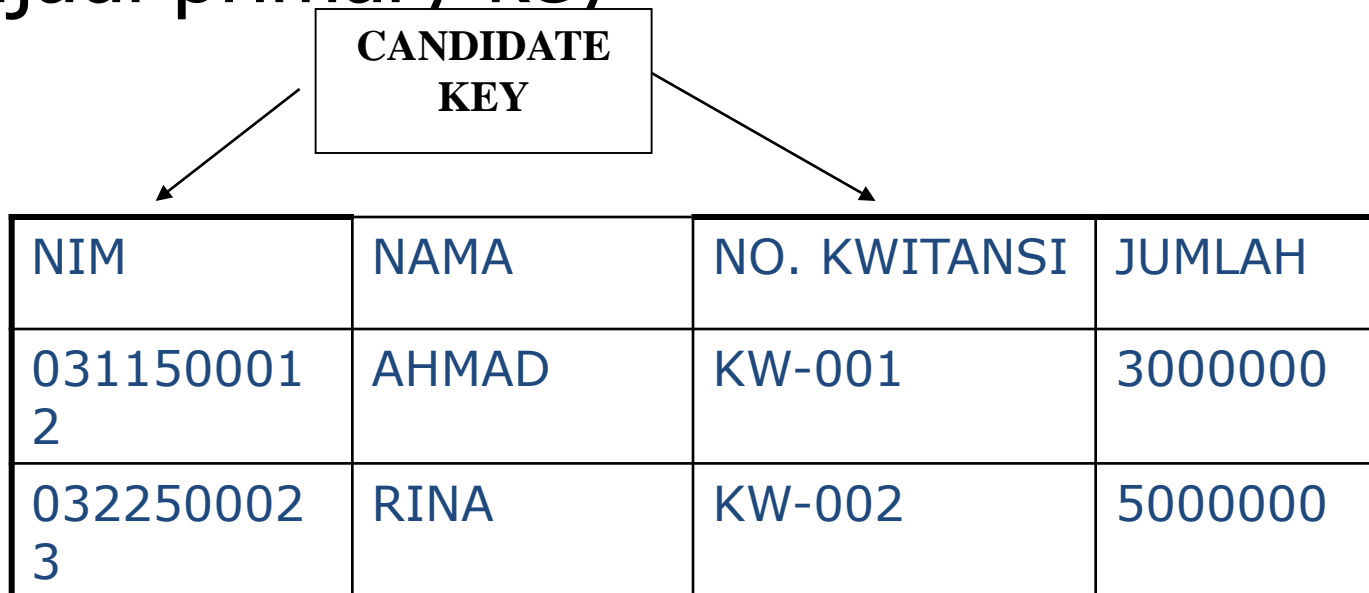 primary
CANDIDATE
KEY
NIM NAMA NO. KWITANSI JUMLAH
031150001 AHMAD KW-001 3000000
2
032250002 RINA KW-002 5000000
3